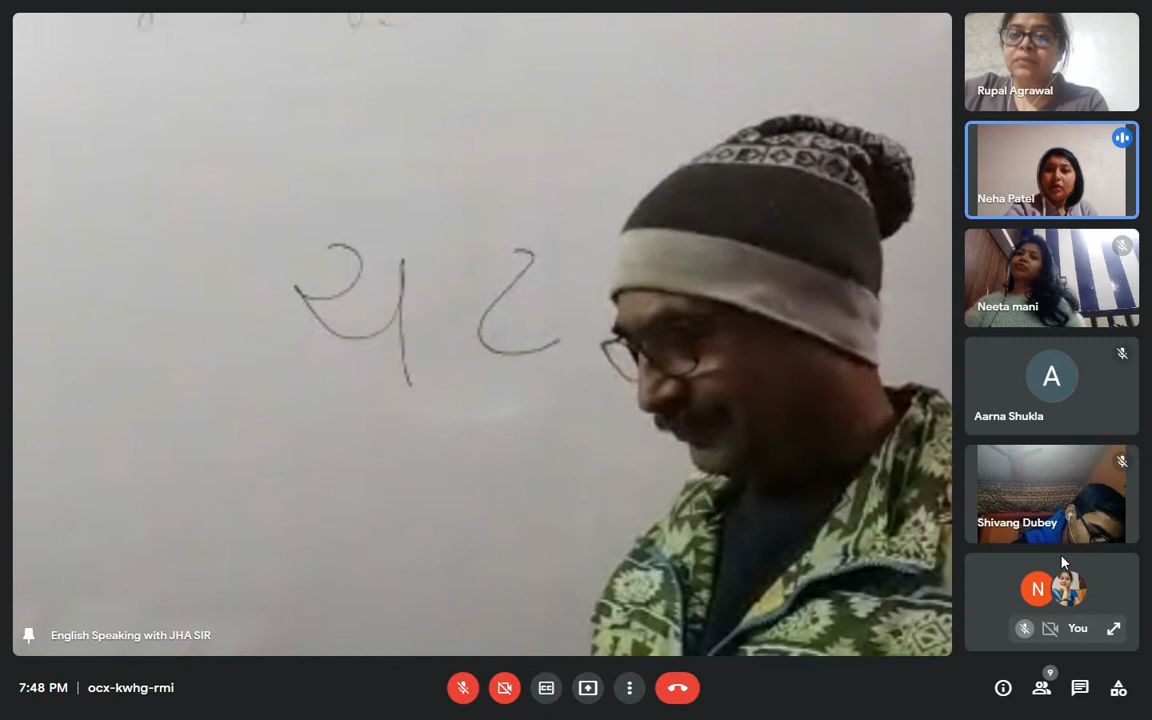 ય ટ
English Speaking with JHA SIR
Rupal Agrawal
Neha Patel
Neeta mani
A
Aarna Shukla
Shivang Dubey
N
You
7:48 PM | ocx-kwhg-rmi
CC
9